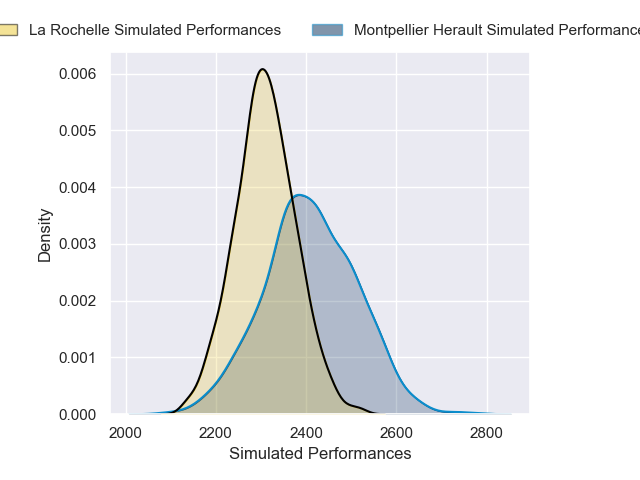 La Rochelle Simulated Performances
Montpellier Herault Simulated Performance
0.006
0.005
0.004
0.003
0.002
0.001
0.000
Density
2000 2200 2400 2600 2800
Simulated Performances